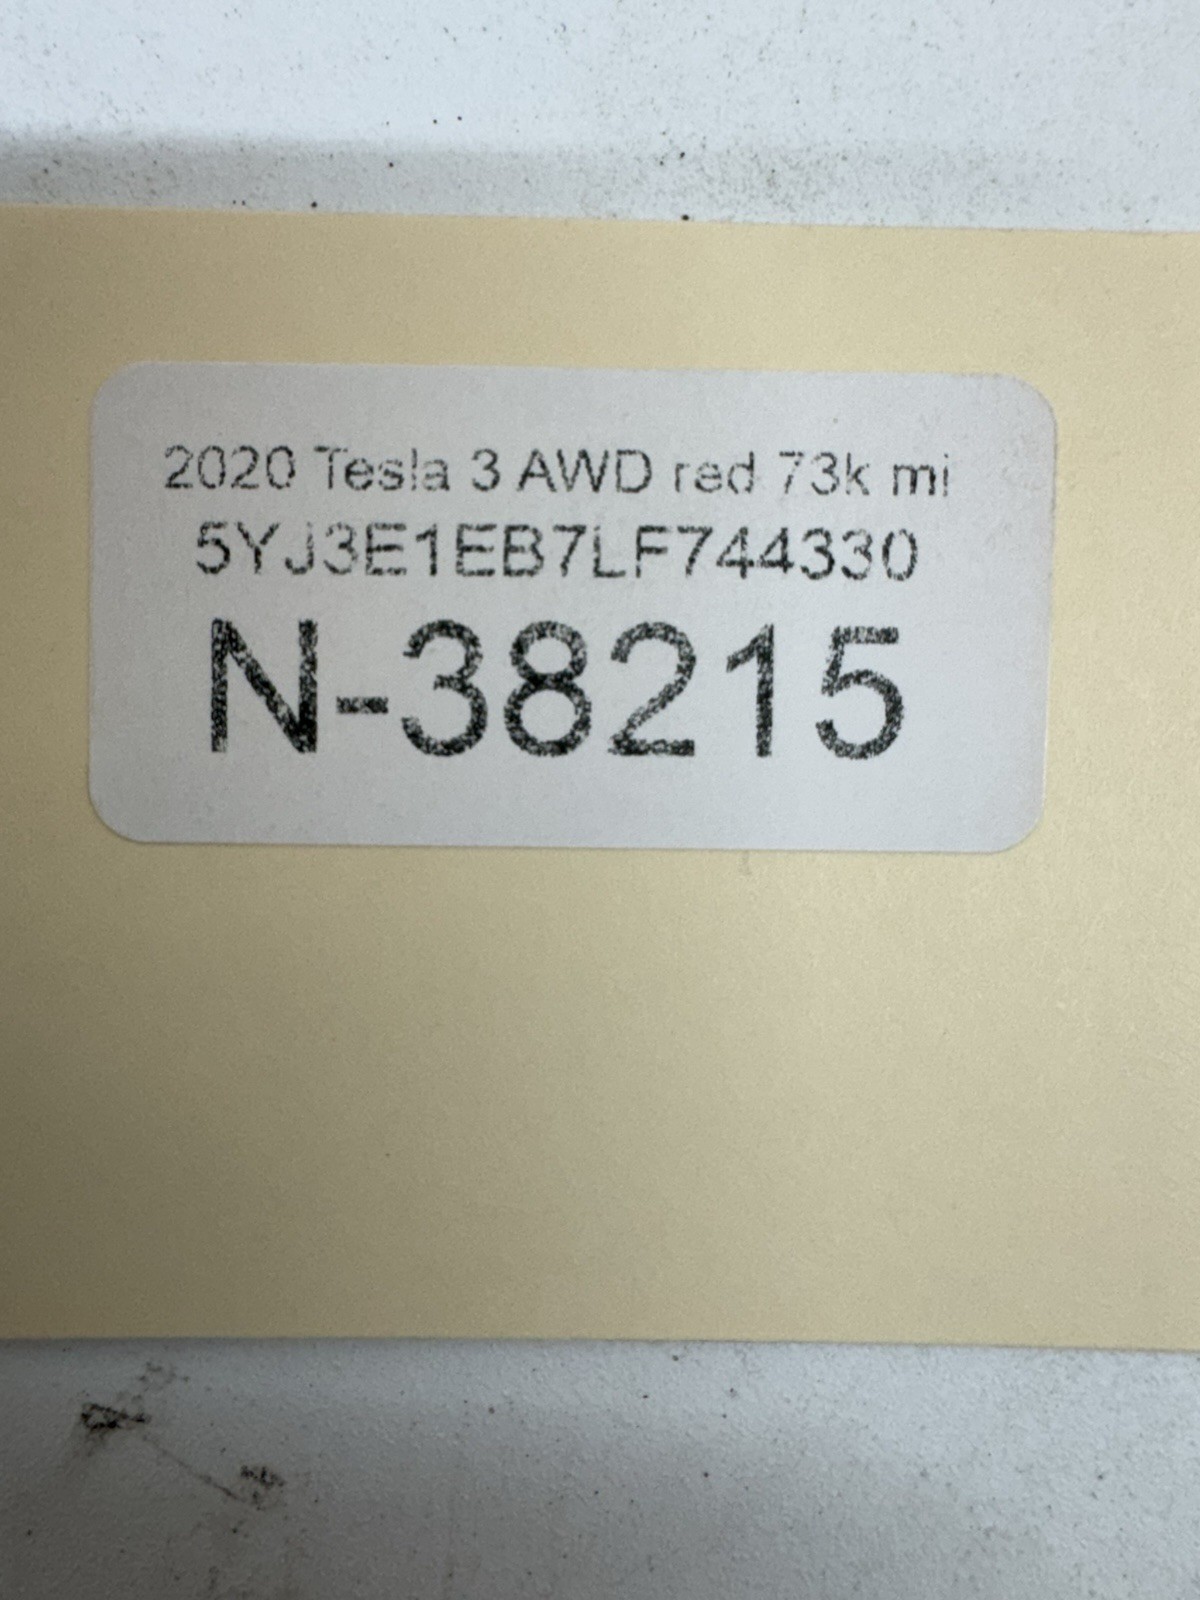 2020 Tesla 3 AWD red 73k mi
5YJ3E1EB7LF744330
N-38215